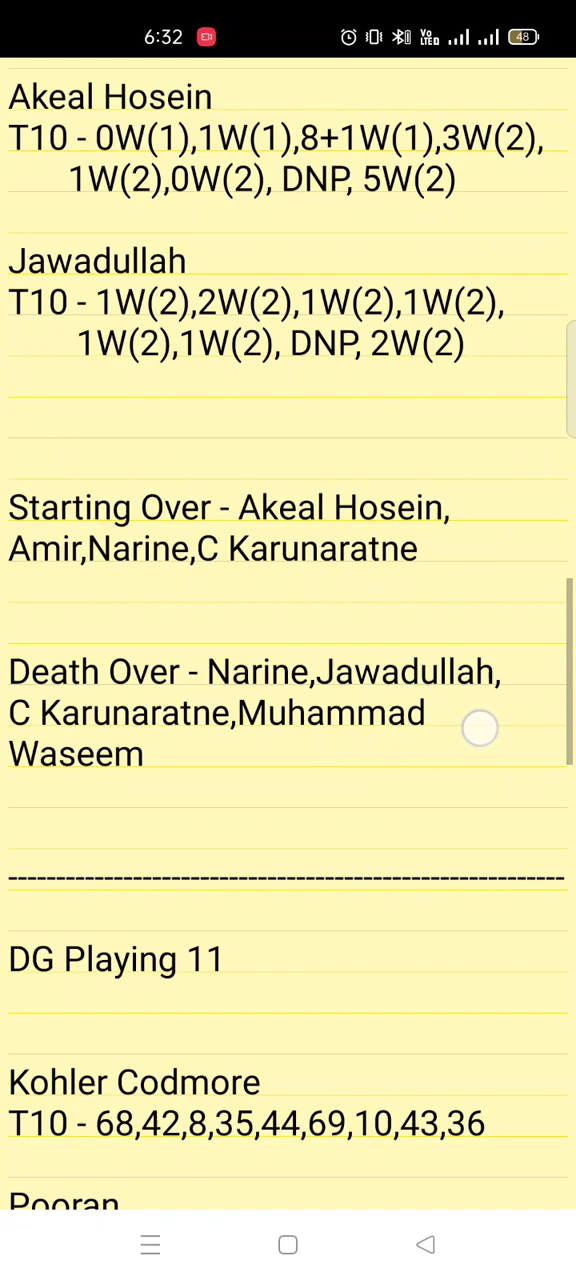 6:32
VoLTED 48
Akeal Hosein
T10 - 0W(1),1W(1),8+1W(1),3W(2),
1W(2),0W(2), DNP, 5W(2)
Jawadullah
T10 - 1W(2),2W(2),1W(2),1W(2),
1W(2),1W(2), DNP, 2W(2)
Starting Over - Akeal Hosein,
Amir,Narine,C Karunaratne
Death Over - Narine,Jawadullah,
C Karunaratne,Muhammad
Waseem
---------------------------------------------------------
DG Playing 11
Kohler Codmore
T10 - 68,42,8,35,44,69,10,43,36
Pooran